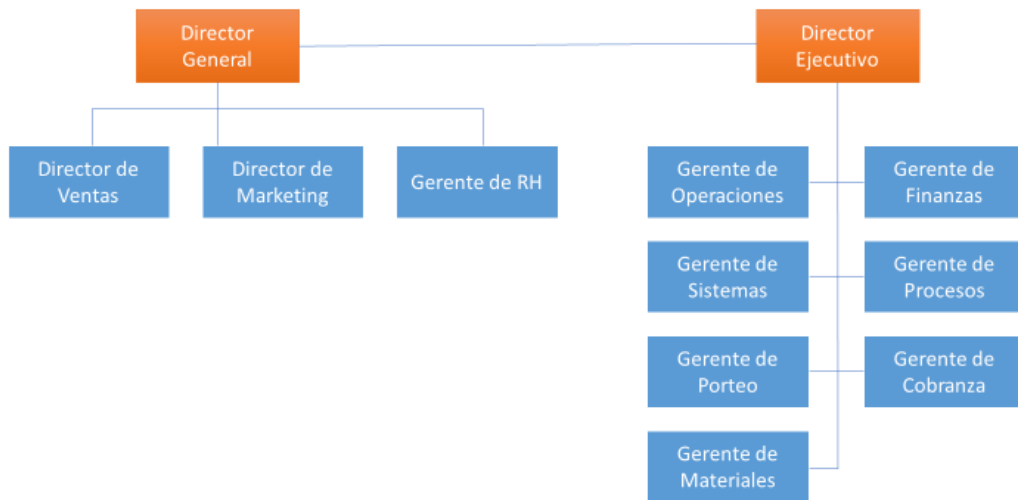 Director
General
Director
Ejecutivo
Director de
Ventas
Director de
Marketing
Gerente de RH
Gerente de
Operaciones
Gerente de
Finanzas
Gerente de
Sistemas
Gerente de
Procesos
Gerente de
Porteo
Gerente de
Cobranza
Gerente de
Materiales